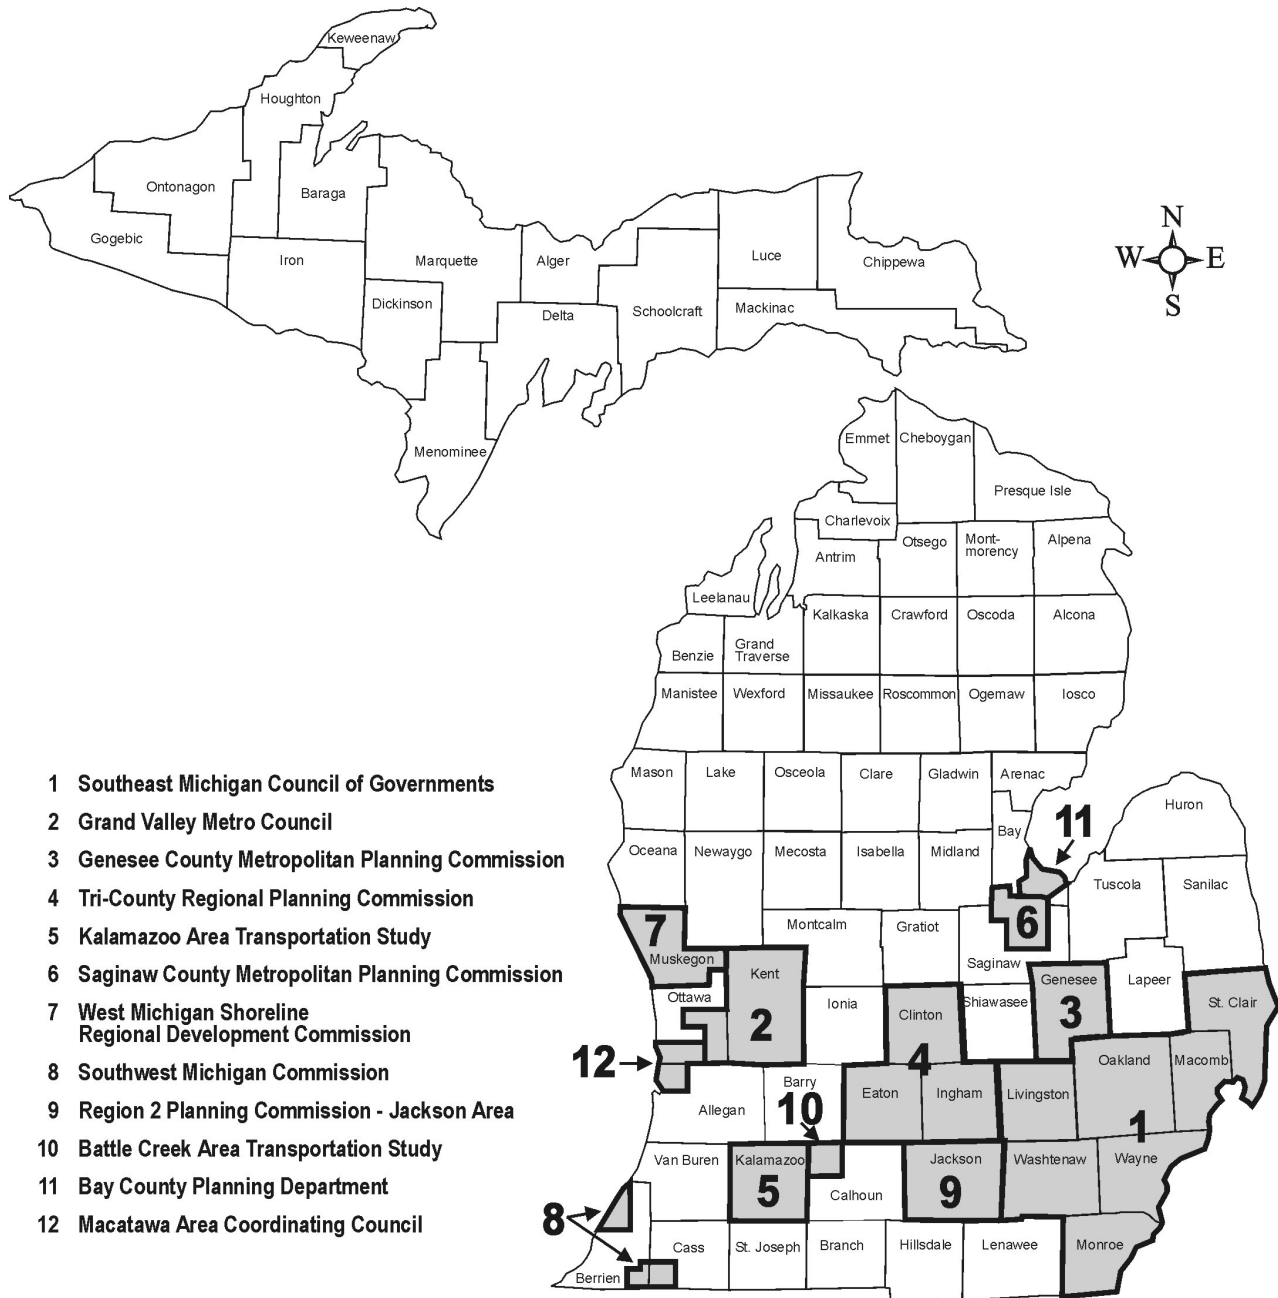 Keweenaw
Houghton
Ontonagon
Baraga
Gogebic
Iron
Marquette
Alger
Luce
Chippewa
Dickinson
Delta
Schoolcraft
Mackinac
Menominee
N
W E
S
Emmet
Cheboygan
Presque Isle
Charlevoix
Antrim
Otsego
Mont-
morency
Alpena
Leelanau
Kalkaska
Crawford
Oscoda
Alcona
Benzie
Grand
Traverse
Manistee
Wexford
Missaukee
Roscommon
Ogemaw
Iosco
Mason
Lake
Osceola
Clare
Gladwin
Arenac
Huron
Bay
11
Oceana
Newaygo
Mecosta
Isabella
Midland
Tuscola
Sanilac
7
Muskegon
Montcalm
Gratiot
6
Saginaw
Kent
2
Ottawa
Ionia
Clinton
4
Shiawasee
Genesee
3
Lapeer
St. Clair
12
Allegan
Barry
10
Eaton
Ingham
Livingston
Oakland
Macomb
1
Van Buren
Kalamazoo
5
Calhoun
Jackson
9
Washtenaw
Wayne
8
Berrien
Cass
St. Joseph
Branch
Hillsdale
Lenawee
Monroe
1 Southeast Michigan Council of Governments
2 Grand Valley Metro Council
3 Genesee County Metropolitan Planning Commission
4 Tri-County Regional Planning Commission
5 Kalamazoo Area Transportation Study
6 Saginaw County Metropolitan Planning Commission
7 West Michigan Shoreline
Regional Development Commission
8 Southwest Michigan Commission
9 Region 2 Planning Commission - Jackson Area
10 Battle Creek Area Transportation Study
11 Bay County Planning Department
12 Macatawa Area Coordinating Council